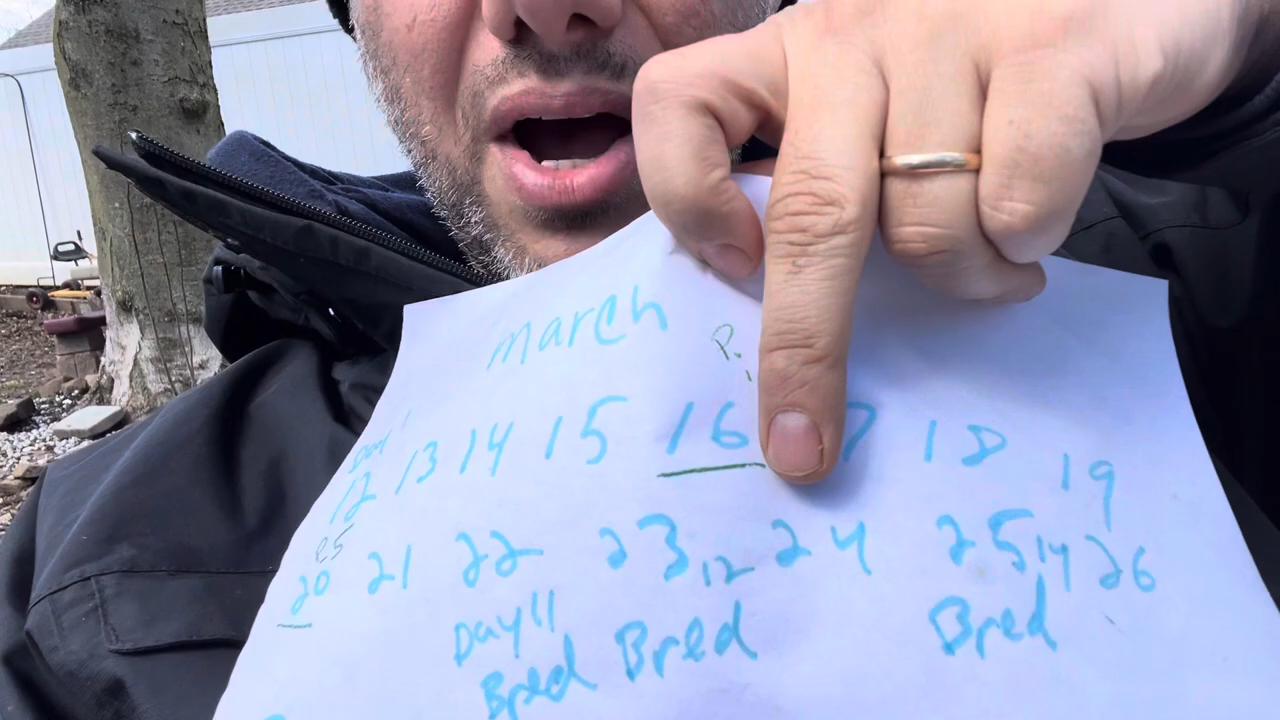 March
P.
Day 1
12 13 14 15 16 7 18 19
P.5
20 21 22 23 12 24 25 14 26
Day 11
Bred Bred Bred